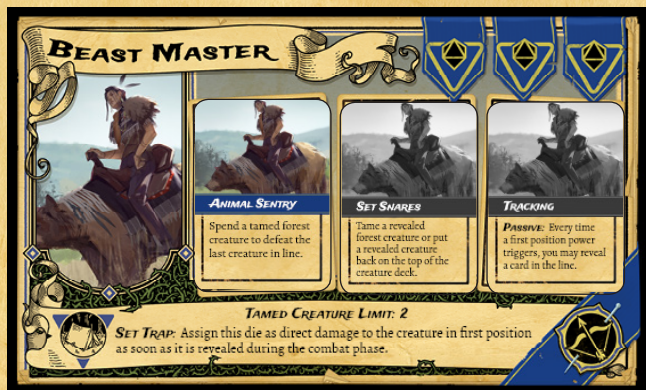 BEAST MASTER
ANIMAL SENTRY
Spend a tamed forest
creature to defeat the
last creature in line.
SET SNARES
Tame a revealed
forest creature or put
a revealed creature
back on the top of the
creature deck.
TRACKING
PASSIVE: Every time
a first position power
triggers, you may reveal
a card in the line.
TAMED CREATURE LIMIT: 2
SET TRAP: Assign this die as direct damage to the creature in first position
as soon as it is revealed during the combat phase.